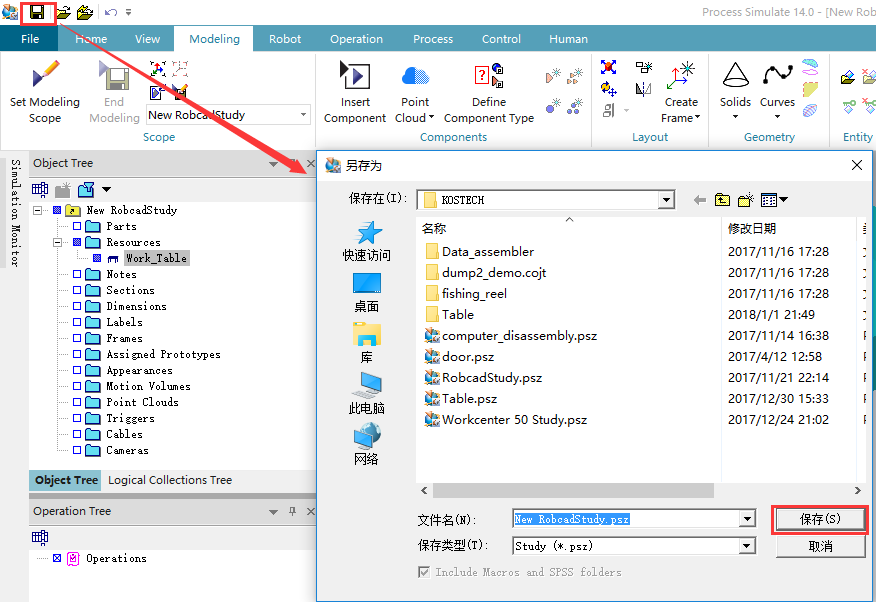 Process Simulate 14.0 - [New Rob
File
Home
View
Modeling
Robot
Operation
Process
Control
Human
Set Modeling Scope
End Modeling
New RobcadStudy
Scope
Insert Component
Point Cloud
Define Component Type
Components
Create Frame
Layout
Solids
Curves
Geometry
Entity
Simulation Monitor
Object Tree
New RobcadStudy
Parts
Resources
Work_Table
Notes
Sections
Dimensions
Labels
Frames
Assigned Prototypes
Appearances
Motion Volumes
Point Clouds
Triggers
Cables
Cameras
Object Tree
Logical Collections Tree
Operation Tree
Operations
另存为
保存在(I):
KOSTECH
快速访问
桌面
库
此电脑
网络
名称 修改日期
Data_assembler 2017/11/16 17:28
dump2_demo.cojt 2017/11/16 17:28
fishing_reel 2017/11/16 17:28
Table 2018/1/1 21:49
computer_disassembly.psz 2017/11/14 16:38
door.psz 2017/4/12 12:58
RobcadStudy.psz 2017/11/21 22:14
Table.psz 2017/12/30 15:33
Workcenter 50 Study.psz 2017/12/24 21:02
文件名(N):
New RobcadStudy.psz
保存(S)
保存类型(T):
Study (*.psz)
取消
Include Macros and SPSS folders